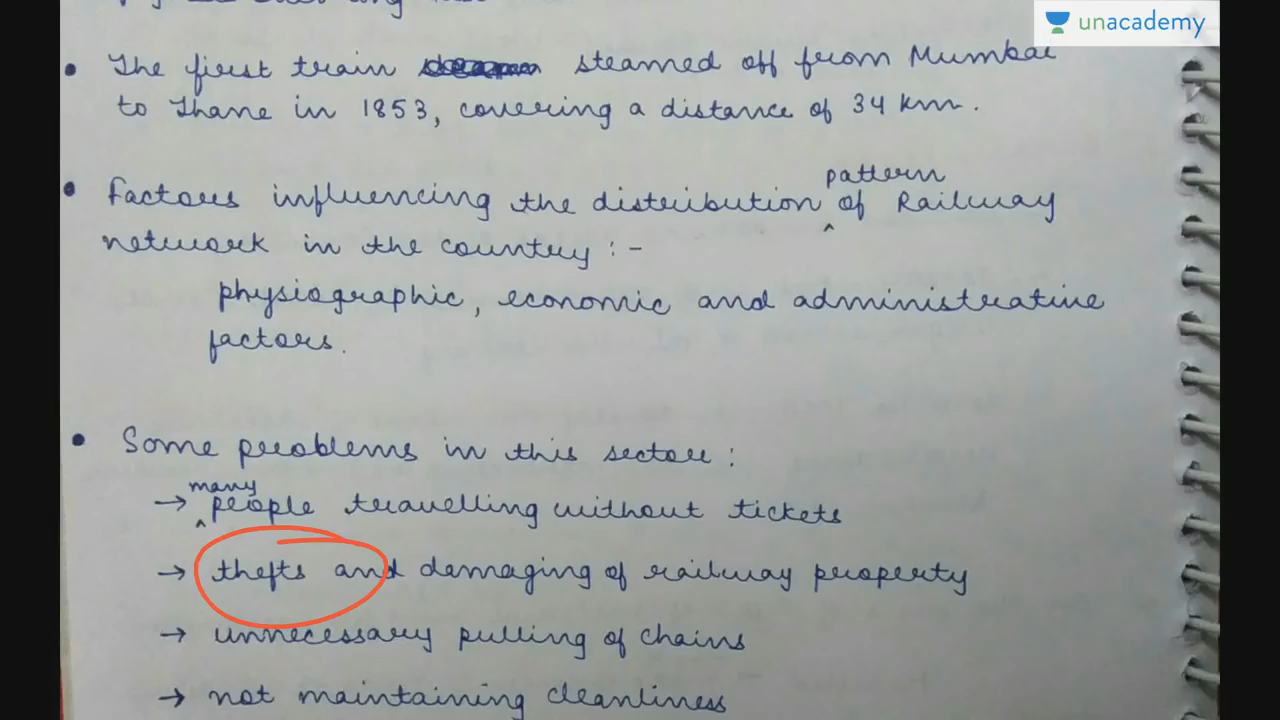 unacademy
• The first train steamed off from Mumbai
to Thane in 1853, covering a distance of 34 km.
pattern
• Factors influencing the distribution ^ of Railway
network in the country : -
physiographic, economic and administrative
factors.
• Some problems in this sector :
many
→ ^ people travelling without tickets
→ thefts and damaging of railway property
→ unnecessary pulling of chains
→ not maintaining cleanliness